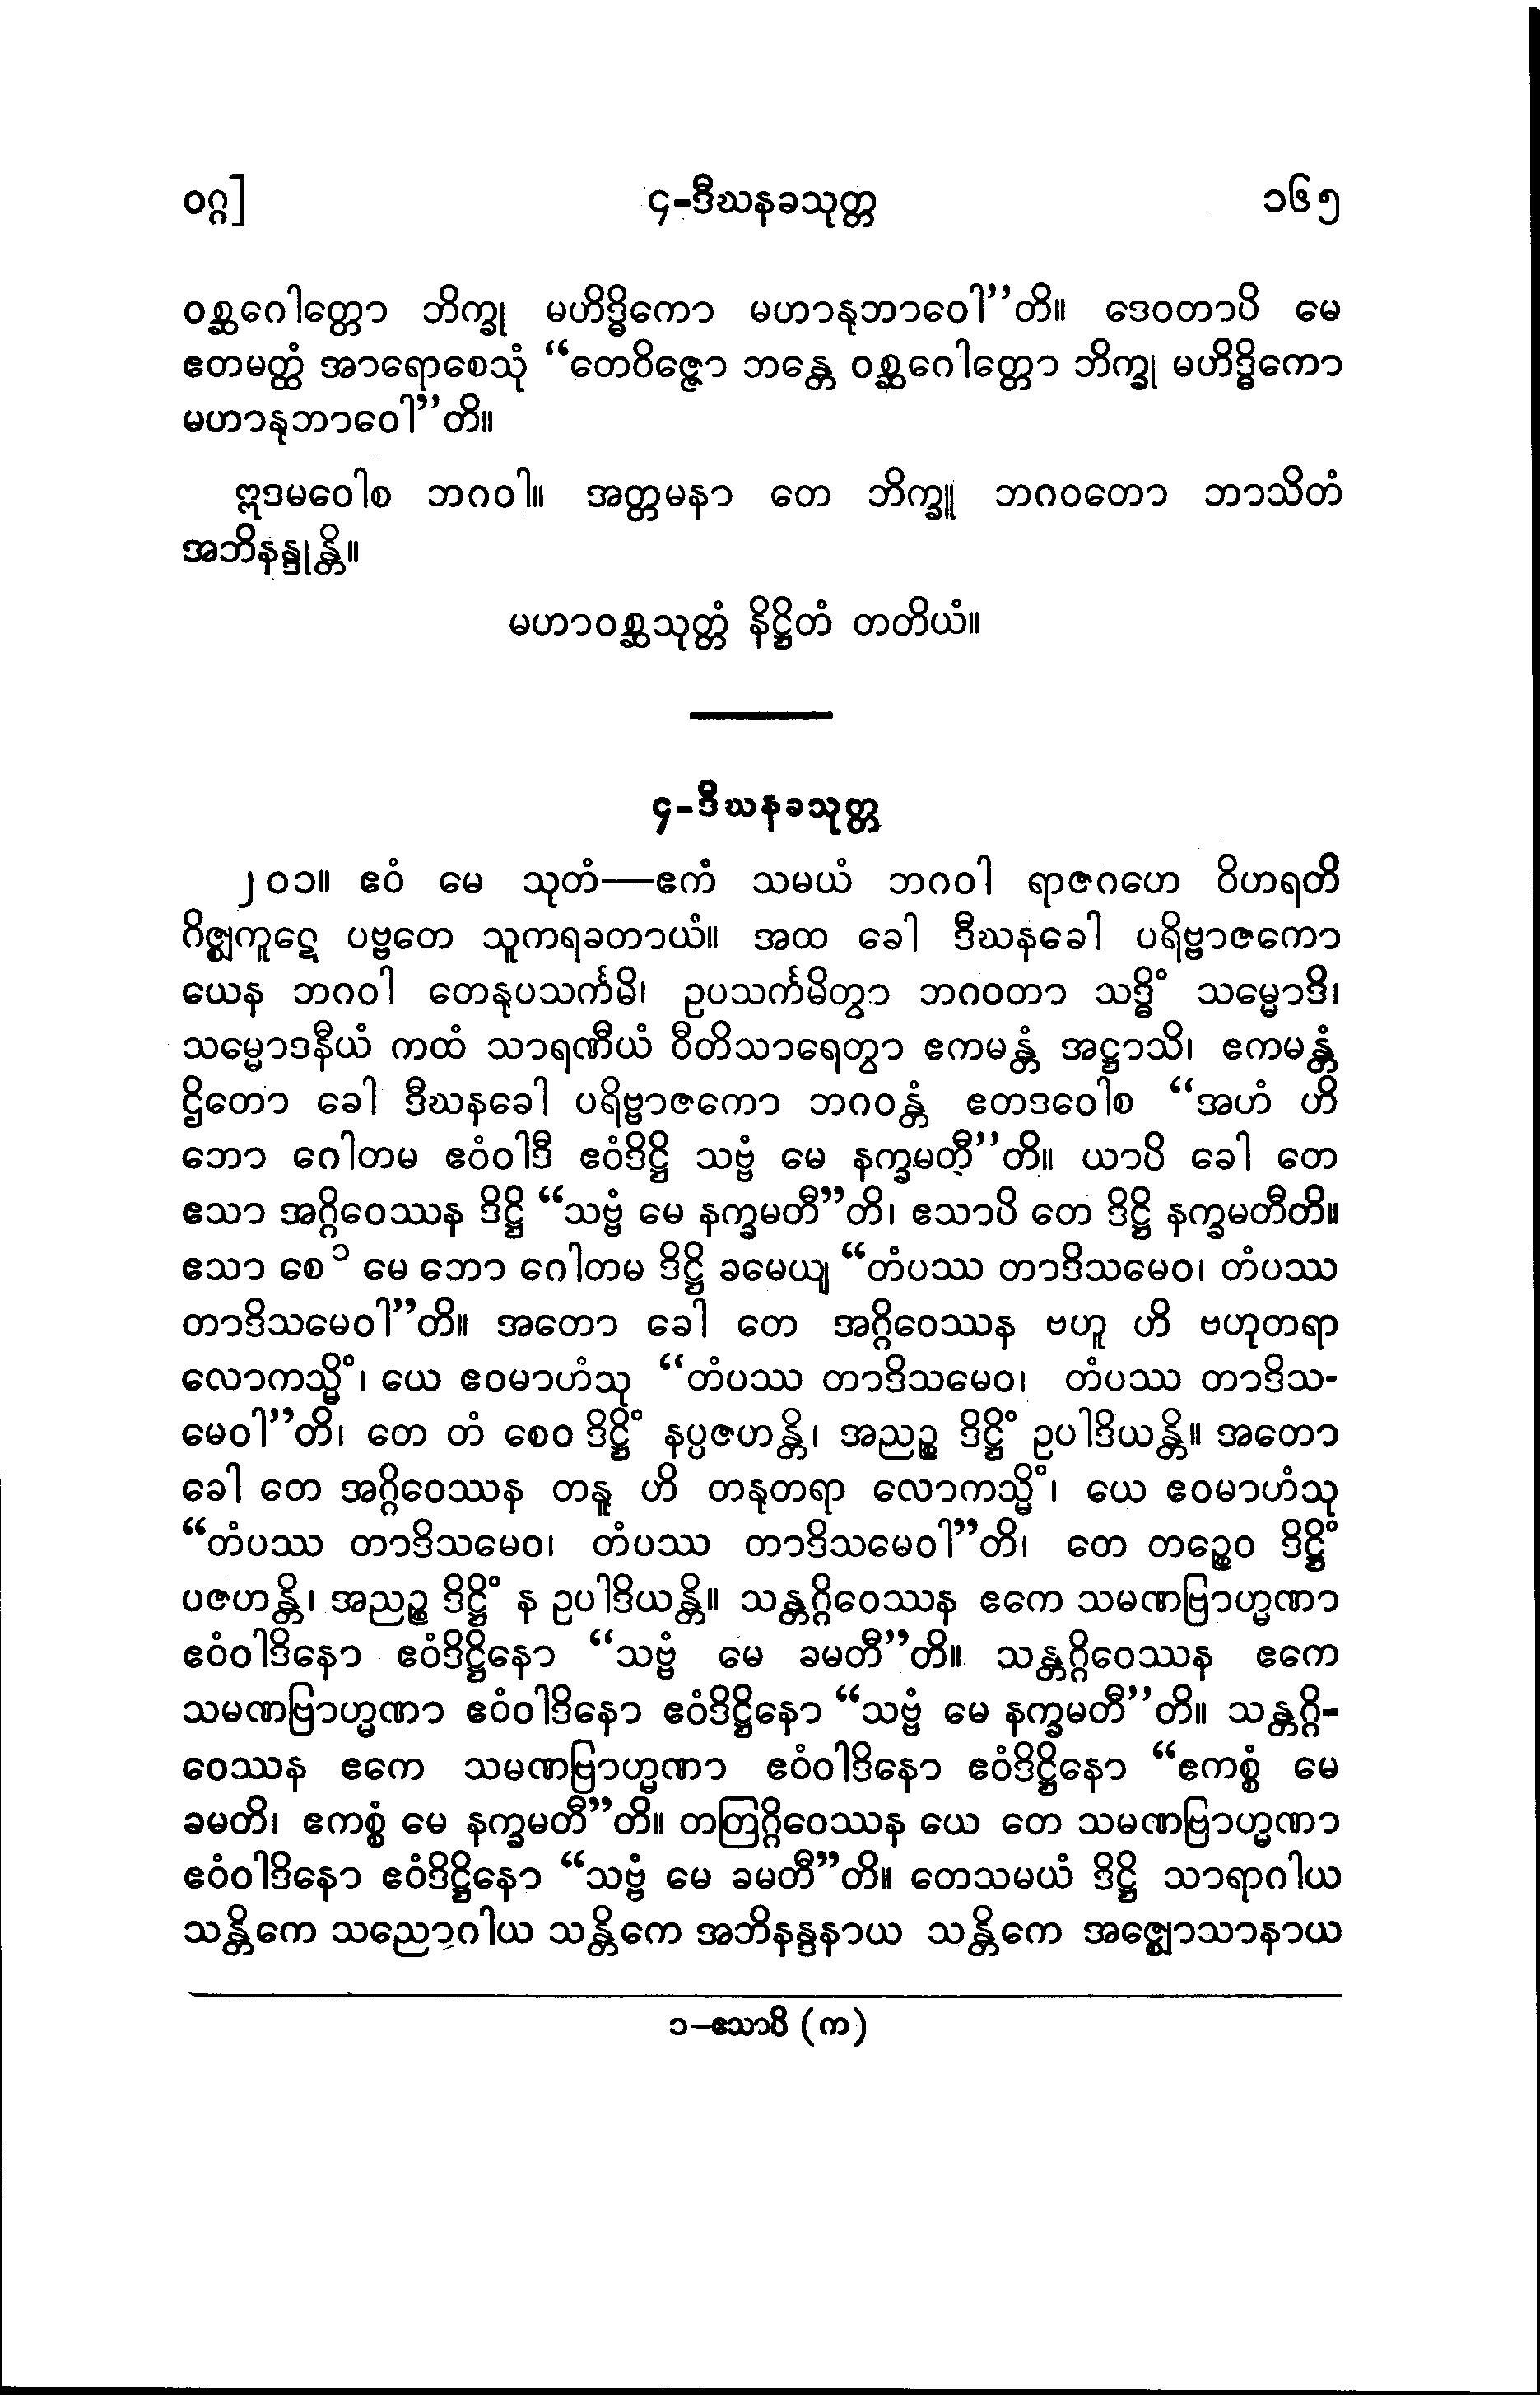 ဝဂ္ဂ] ၄-ဒီဃနခသုတ္တ ၁၆၅
ဝစ္ဆဂေါတ္တော ဘိက္ခု မဟိဒ္ဓိကော မဟာနုဘာဝေါ”တိ။ ဒေဝတာပိ မေ
ဧတမတ္ထံ အာရောစေသုံ “တေဝိဇ္ဇော ဘန္တေ ဝစ္ဆဂေါတ္တော ဘိက္ခု မဟိဒ္ဓိကော
မဟာနုဘာဝေါ”တိ။
ဣဒမဝေါစ ဘဂဝါ။ အတ္တမနာ တေ ဘိက္ခူ ဘဂဝတော ဘာသိတံ
အဘိနန္ဒုန္တိ။
မဟာဝစ္ဆသုတ္တံ နိဋ္ဌိတံ တတိယံ။
၄-ဒီဃနခသုတ္တ
၂၀၁။ ဧဝံ မေ သုတံ—ဧကံ သမယံ ဘဂဝါ ရာဇဂဟေ ဝိဟရတိ
ဂိဇ္ဈကူဋေ ပဗ္ဗတေ သူကရခတာယံ။ အထ ခေါ ဒီဃနခေါ ပရိဗ္ဗာဇကော
ယေန ဘဂဝါ တေနုပသင်္ကမိ၊ ဥပသင်္ကမိတွာ ဘဂဝတာ သဒ္ဓိံ သမ္မောဒိ၊
သမ္မောဒနီယံ ကထံ သာရဏီယံ ဝီတိသာရေတွာ ဧကမန္တံ အဋ္ဌာသိ၊ ဧကမန္တံ
ဌိတော ခေါ ဒီဃနခေါ ပရိဗ္ဗာဇကော ဘဂဝန္တံ ဧတဒဝေါစ “အဟံ ဟိ
ဘော ဂေါတမ ဧဝံဝါဒီ ဧဝံဒိဋ္ဌိ သဗ္ဗံ မေ နက္ခမတီ”တိ။ ယာပိ ခေါ တေ
ဧသာ အဂ္ဂိဝေဿန ဒိဋ္ဌိ “သဗ္ဗံ မေ နက္ခမတီ”တိ၊ ဧသာပိ တေ ဒိဋ္ဌိ နက္ခမတီတိ။
ဧသာ စေ ၁ မေ ဘော ဂေါတမ ဒိဋ္ဌိ ခမေယျ “တံပဿ တာဒိသမေဝ၊ တံပဿ
တာဒိသမေဝါ”တိ။ အတော ခေါ တေ အဂ္ဂိဝေဿန ဗဟူ ဟိ ဗဟုတရာ
လောကသ္မိံ၊ ယေ ဧဝမာဟံသု “တံပဿ တာဒိသမေဝ၊ တံပဿ တာဒိသ-
မေဝါ”တိ၊ တေ တံ စေဝ ဒိဋ္ဌိံ နပ္ပဇဟန္တိ၊ အညဉ္စ ဒိဋ္ဌိံ ဥပါဒိယန္တိ။ အတော
ခေါ တေ အဂ္ဂိဝေဿန တနူ ဟိ တနုတရာ လောကသ္မိံ၊ ယေ ဧဝမာဟံသု
“တံပဿ တာဒိသမေဝ၊ တံပဿ တာဒိသမေဝါ”တိ၊ တေ တဉ္စေဝ ဒိဋ္ဌိံ
ပဇဟန္တိ၊ အညဉ္စ ဒိဋ္ဌိံ န ဥပါဒိယန္တိ။ သန္တဂ္ဂိဝေဿန ဧကေ သမဏဗြာဟ္မဏာ
ဧဝံဝါဒိနော ဧဝံဒိဋ္ဌိနော “သဗ္ဗံ မေ ခမတီ”တိ။ သန္တဂ္ဂိဝေဿန ဧကေ
သမဏဗြာဟ္မဏာ ဧဝံဝါဒိနော ဧဝံဒိဋ္ဌိနော “သဗ္ဗံ မေ နက္ခမတီ”တိ။ သန္တဂ္ဂိ-
ဝေဿန ဧကေ သမဏဗြာဟ္မဏာ ဧဝံဝါဒိနော ဧဝံဒိဋ္ဌိနော “ဧကစ္စံ မေ
ခမတိ၊ ဧကစ္စံ မေ နက္ခမတီ”တိ။ တတြဂ္ဂိဝေဿန ယေ တေ သမဏဗြာဟ္မဏာ
ဧဝံဝါဒိနော ဧဝံဒိဋ္ဌိနော “သဗ္ဗံ မေ ခမတီ”တိ။ တေသမယံ ဒိဋ္ဌိ သာရာဂါယ
သန္တိကေ သညောဂါယ သန္တိကေ အဘိနန္ဒနာယ သန္တိကေ အဇ္ဈောသာနာယ
၁—ဧသာပိ (က)